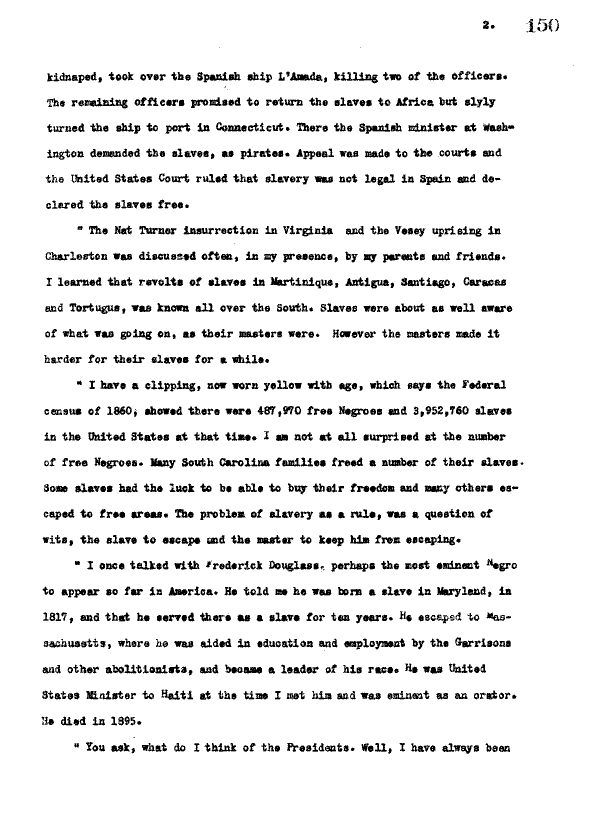 2. 150
kidnaped, took over the Spanish ship L'Amada, killing two of the officers.
The remaining officers promised to return the slaves to Africa but slyly
turned the ship to port in Connecticut. There the Spanish minister at Wash-
ington demanded the slaves, as pirates. Appeal was made to the courts and
the United States Court ruled that slavery was not legal in Spain and de-
clared the slaves free.
" The Nat Turner insurrection in Virginia and the Vesey uprising in
Charleston was discussed often, in my presence, by my parents and friends.
I learned that revolts of slaves in Martinique, Antigua, Santiago, Caracas
and Tortugus, was known all over the South. Slaves were about as well aware
of what was going on, as their masters were. However the masters made it
harder for their slaves for a while.
" I have a clipping, now worn yellow with age, which says the Federal
census of 1860, showed there were 487,970 free Negroes and 3,952,760 slaves
in the United States at that time. I am not at all surprised at the number
of free Negroes. Many South Carolina families freed a number of their slaves.
Some slaves had the luck to be able to buy their freedom and many others es-
caped to free areas. The problem of slavery as a rule, was a question of
wits, the slave to escape and the master to keep him from escaping.
" I once talked with Frederick Douglass, perhaps the most eminent Negro
to appear so far in America. He told me he was born a slave in Maryland, in
1817, and that he served there as a slave for ten years. He escaped to Mas-
sachusetts, where he was aided in education and employment by the Garrisons
and other abolitionists, and became a leader of his race. He was United
States Minister to Haiti at the time I met him and was eminent as an orator.
He died in 1895.
" You ask, what do I think of the Presidents. Well, I have always been